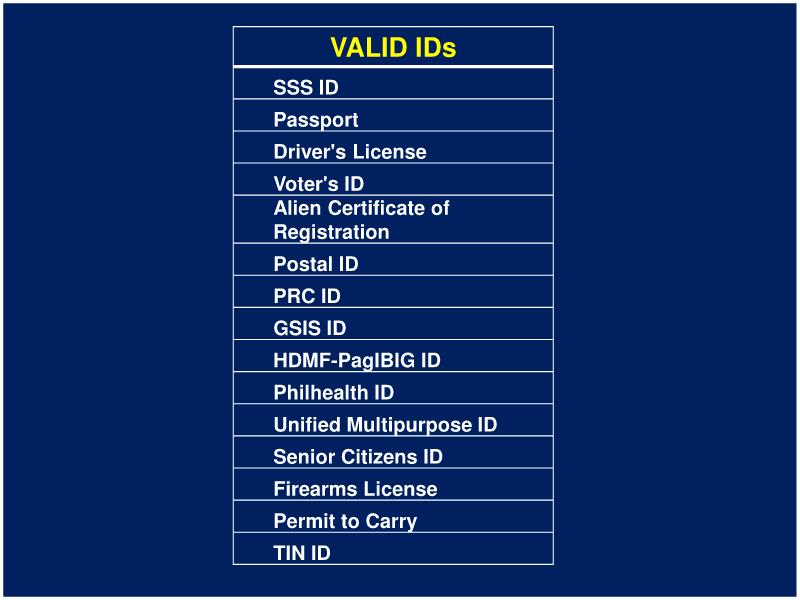 VALID IDs
SSS ID
Passport
Driver's License
Voter's ID
Alien Certificate of
Registration
Postal ID
PRC ID
GSIS ID
HDMF-PagIBIG ID
Philhealth ID
Unified Multipurpose ID
Senior Citizens ID
Firearms License
Permit to Carry
TIN ID